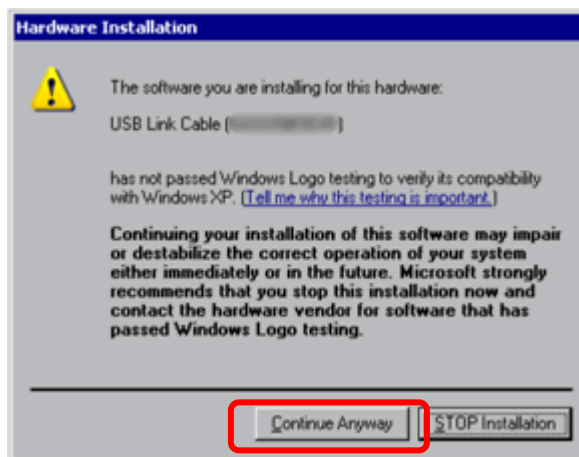 Hardware Installation
The software you are installing for this hardware:
USB Link Cable ( )
has not passed Windows Logo testing to verify its compatibility
with Windows XP. (Tell me why this testing is important.)
Continuing your installation of this software may impair
or destabilize the correct operation of your system
either immediately or in the future. Microsoft strongly
recommends that you stop this installation now and
contact the hardware vendor for software that has
passed Windows Logo testing.
Continue Anyway
STOP Installation